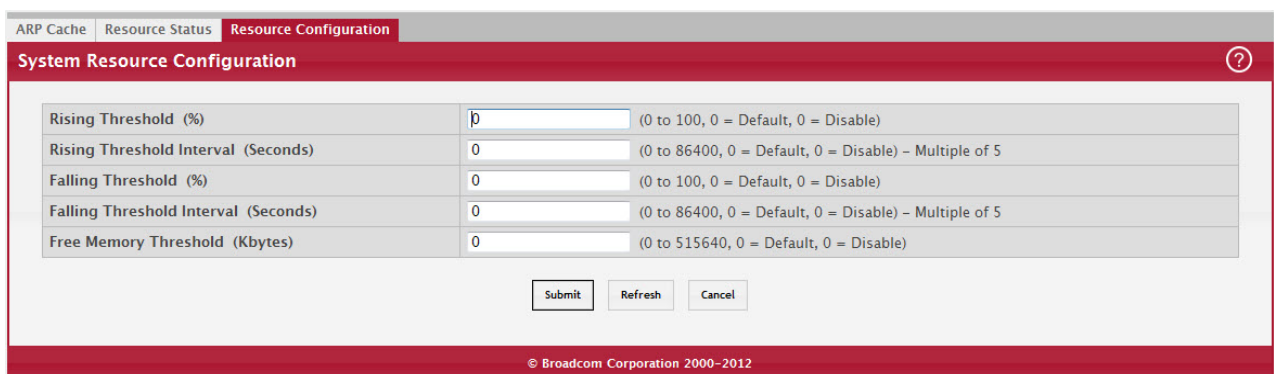 ARP Cache Resource Status Resource Configuration
System Resource Configuration ?
Rising Threshold (%) 0 (0 to 100, 0 = Default, 0 = Disable)
Rising Threshold Interval (Seconds) 0 (0 to 86400, 0 = Default, 0 = Disable) – Multiple of 5
Falling Threshold (%) 0 (0 to 100, 0 = Default, 0 = Disable)
Falling Threshold Interval (Seconds) 0 (0 to 86400, 0 = Default, 0 = Disable) – Multiple of 5
Free Memory Threshold (Kbytes) 0 (0 to 515640, 0 = Default, 0 = Disable)
Submit Refresh Cancel
© Broadcom Corporation 2000–2012